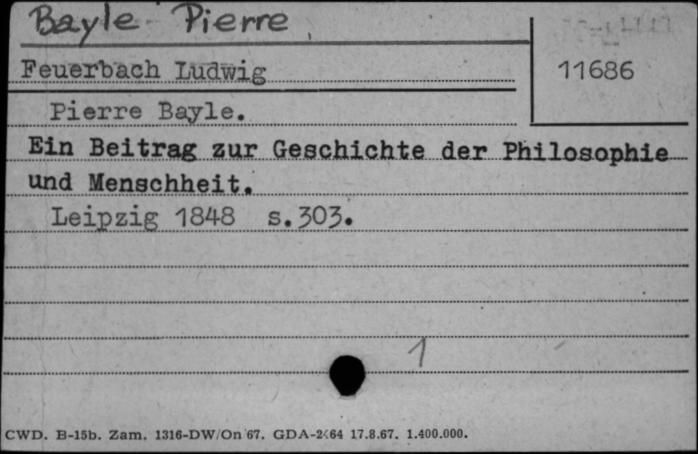 Bayle Pierre
Feuerbach Ludwig
11686
Pierre Bayle.
Ein Beitrag zur Geschichte der Philosophie
und Menschheit.
Leipzig 1848 s.303.
1
CWD. B-15b. Zam. 1316-DW/On 67. GDA-2464 17.8.67. 1.400.000.